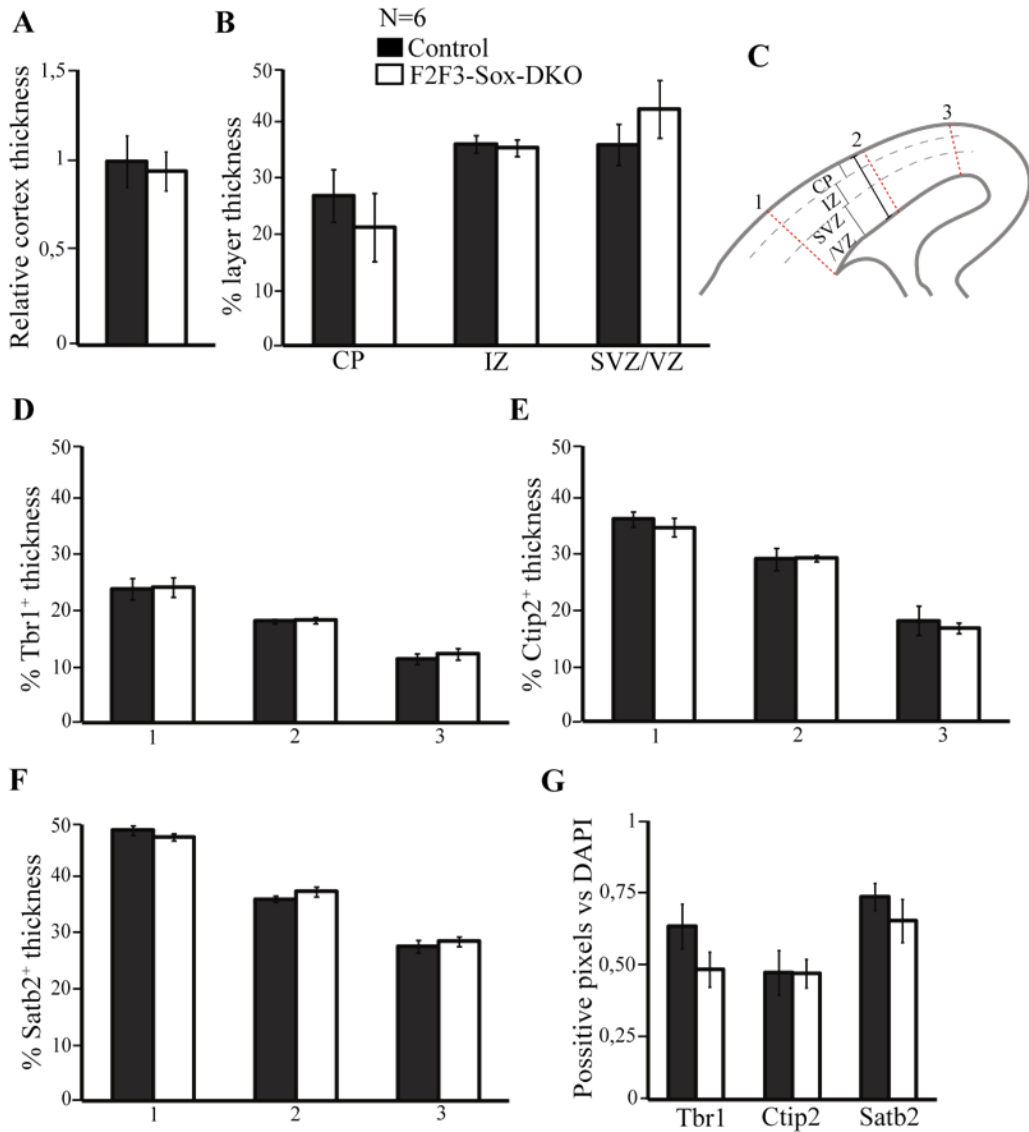 A
Relative cortex thickness
1,5
1
0,5
0
B
N=6
Control
F2F3-Sox-DKO
% layer thickness
50
40
30
20
10
0
CP
IZ
SVZ/VZ
C
1
2
3
CP
IZ
SVZ
/VZ
D
% Tbr1+ thickness
50
40
30
20
10
0
1
2
3
E
% Ctip2+ thickness
50
40
30
20
10
0
1
2
3
F
% Satb2+ thickness
50
40
30
20
10
0
1
2
3
G
Possitive pixels vs DAPI
1
0,75
0,50
0,25
0
Tbr1
Ctip2
Satb2